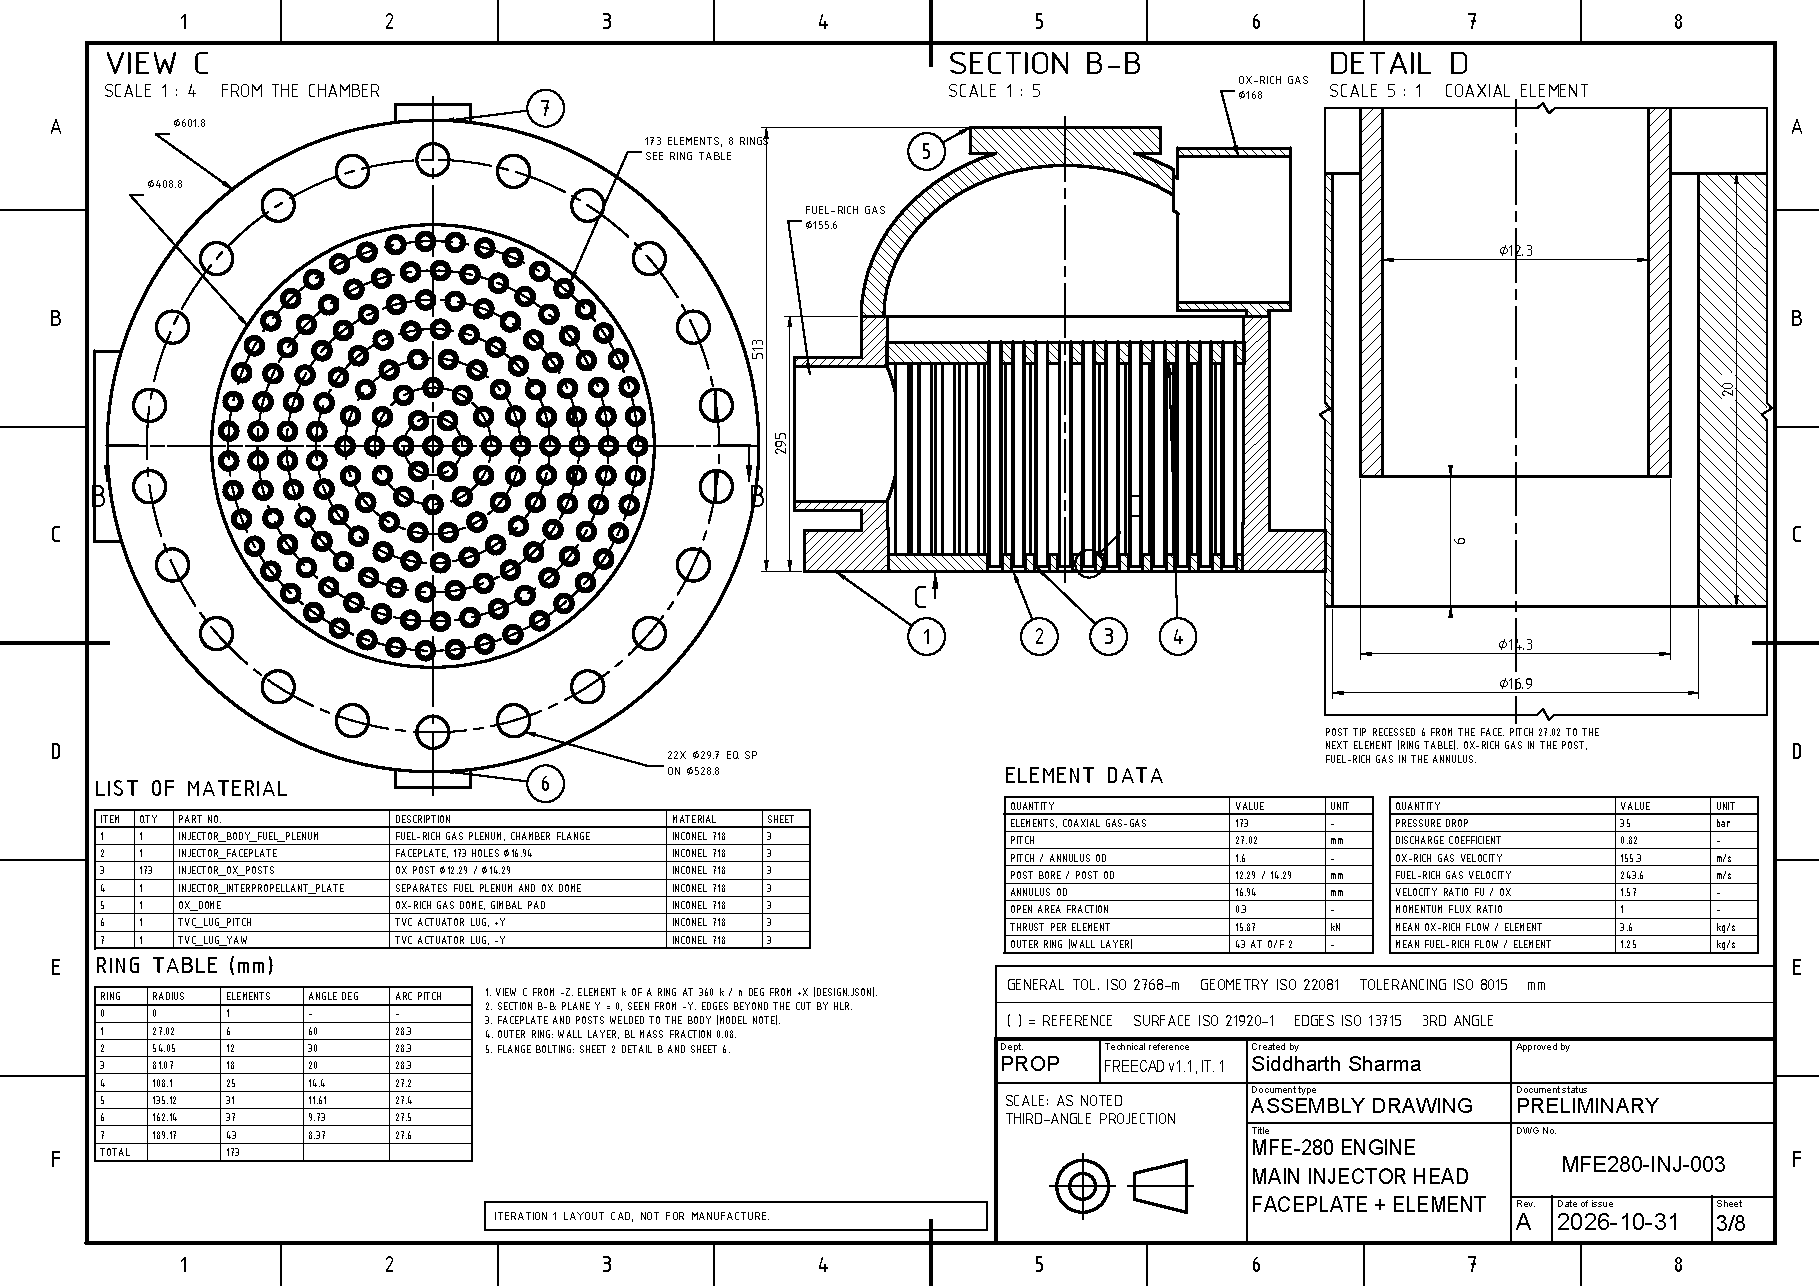 1 2 3 4 5 6 7 8
A
B
C
D
E
F
A
B
C
D
E
F
VIEW C
SCALE 1 : 4 FROM THE CHAMBER
Ø601.8
Ø408.8
7
173 ELEMENTS, 8 RINGS
SEE RING TABLE
B
B
22X Ø29.7 EQ SP
ON Ø528.8
6
SECTION B-B
SCALE 1 : 5
OX-RICH GAS
Ø168
5
FUEL-RICH GAS
Ø155.6
513
295
C
1
2
3
4
DETAIL D
SCALE 5 : 1 COAXIAL ELEMENT
Ø12.3
20
6
Ø14.3
Ø16.9
POST TIP RECESSED 6 FROM THE FACE. PITCH 27.02 TO THE
NEXT ELEMENT (RING TABLE). OX-RICH GAS IN THE POST,
FUEL-RICH GAS IN THE ANNULUS.
LIST OF MATERIAL
ITEM QTY PART NO. DESCRIPTION MATERIAL SHEET
1 1 INJECTOR_BODY_FUEL_PLENUM FUEL-RICH GAS PLENUM, CHAMBER FLANGE INCONEL 718 3
2 1 INJECTOR_FACEPLATE FACEPLATE, 173 HOLES Ø16.94 INCONEL 718 3
3 173 INJECTOR_OX_POSTS OX POST Ø12.29 / Ø14.29 INCONEL 718 3
4 1 INJECTOR_INTERPROPELLANT_PLATE SEPARATES FUEL PLENUM AND OX DOME INCONEL 718 3
5 1 OX_DOME OX-RICH GAS DOME, GIMBAL PAD INCONEL 718 3
6 1 TVC_LUG_PITCH TVC ACTUATOR LUG, +Y INCONEL 718 3
7 1 TVC_LUG_YAW TVC ACTUATOR LUG, -Y INCONEL 718 3
ELEMENT DATA
QUANTITY VALUE UNIT
ELEMENTS, COAXIAL GAS-GAS 173 -
PITCH 27.02 mm
PITCH / ANNULUS OD 1.6 -
POST BORE / POST OD 12.29 / 14.29 mm
ANNULUS OD 16.94 mm
OPEN AREA FRACTION 0.3 -
THRUST PER ELEMENT 15.87 kN
OUTER RING (WALL LAYER) 43 AT O/F 2 -
QUANTITY VALUE UNIT
PRESSURE DROP 35 bar
DISCHARGE COEFFICIENT 0.82 -
OX-RICH GAS VELOCITY 155.3 m/s
FUEL-RICH GAS VELOCITY 243.6 m/s
VELOCITY RATIO FU / OX 1.57 -
MOMENTUM FLUX RATIO 1 -
MEAN OX-RICH FLOW / ELEMENT 3.6 kg/s
MEAN FUEL-RICH FLOW / ELEMENT 1.25 kg/s
RING TABLE (mm)
RING RADIUS ELEMENTS ANGLE DEG ARC PITCH
0 0 1 - -
1 27.02 6 60 28.3
2 54.05 12 30 28.3
3 81.07 18 20 28.3
4 108.1 25 14.4 27.2
5 135.12 31 11.61 27.4
6 162.14 37 9.73 27.5
7 189.17 43 8.37 27.6
TOTAL 173
1. VIEW C FROM -Z. ELEMENT k OF A RING AT 360 k / n DEG FROM +X (DESIGN.JSON).
2. SECTION B-B: PLANE Y = 0, SEEN FROM -Y. EDGES BEYOND THE CUT BY HLR.
3. FACEPLATE AND POSTS WELDED TO THE BODY (MODEL NOTE).
4. OUTER RING: WALL LAYER, BL MASS FRACTION 0.08.
5. FLANGE BOLTING: SHEET 2 DETAIL B AND SHEET 6.
ITERATION 1 LAYOUT CAD, NOT FOR MANUFACTURE.
GENERAL TOL. ISO 2768-m GEOMETRY ISO 22081 TOLERANCING ISO 8015 mm
( ) = REFERENCE SURFACE ISO 21920-1 EDGES ISO 13715 3RD ANGLE
Dept.
PROP
Technical reference
FREECAD v1.1, IT. 1
Created by
Siddharth Sharma
Approved by
SCALE: AS NOTED
THIRD-ANGLE PROJECTION
Document type
ASSEMBLY DRAWING
Document status
PRELIMINARY
Title
MFE-280 ENGINE
MAIN INJECTOR HEAD
FACEPLATE + ELEMENT
DWG No.
MFE280-INJ-003
Rev.
A
Date of issue
2026-10-31
Sheet
3/8
1 2 3 4 5 6 7 8